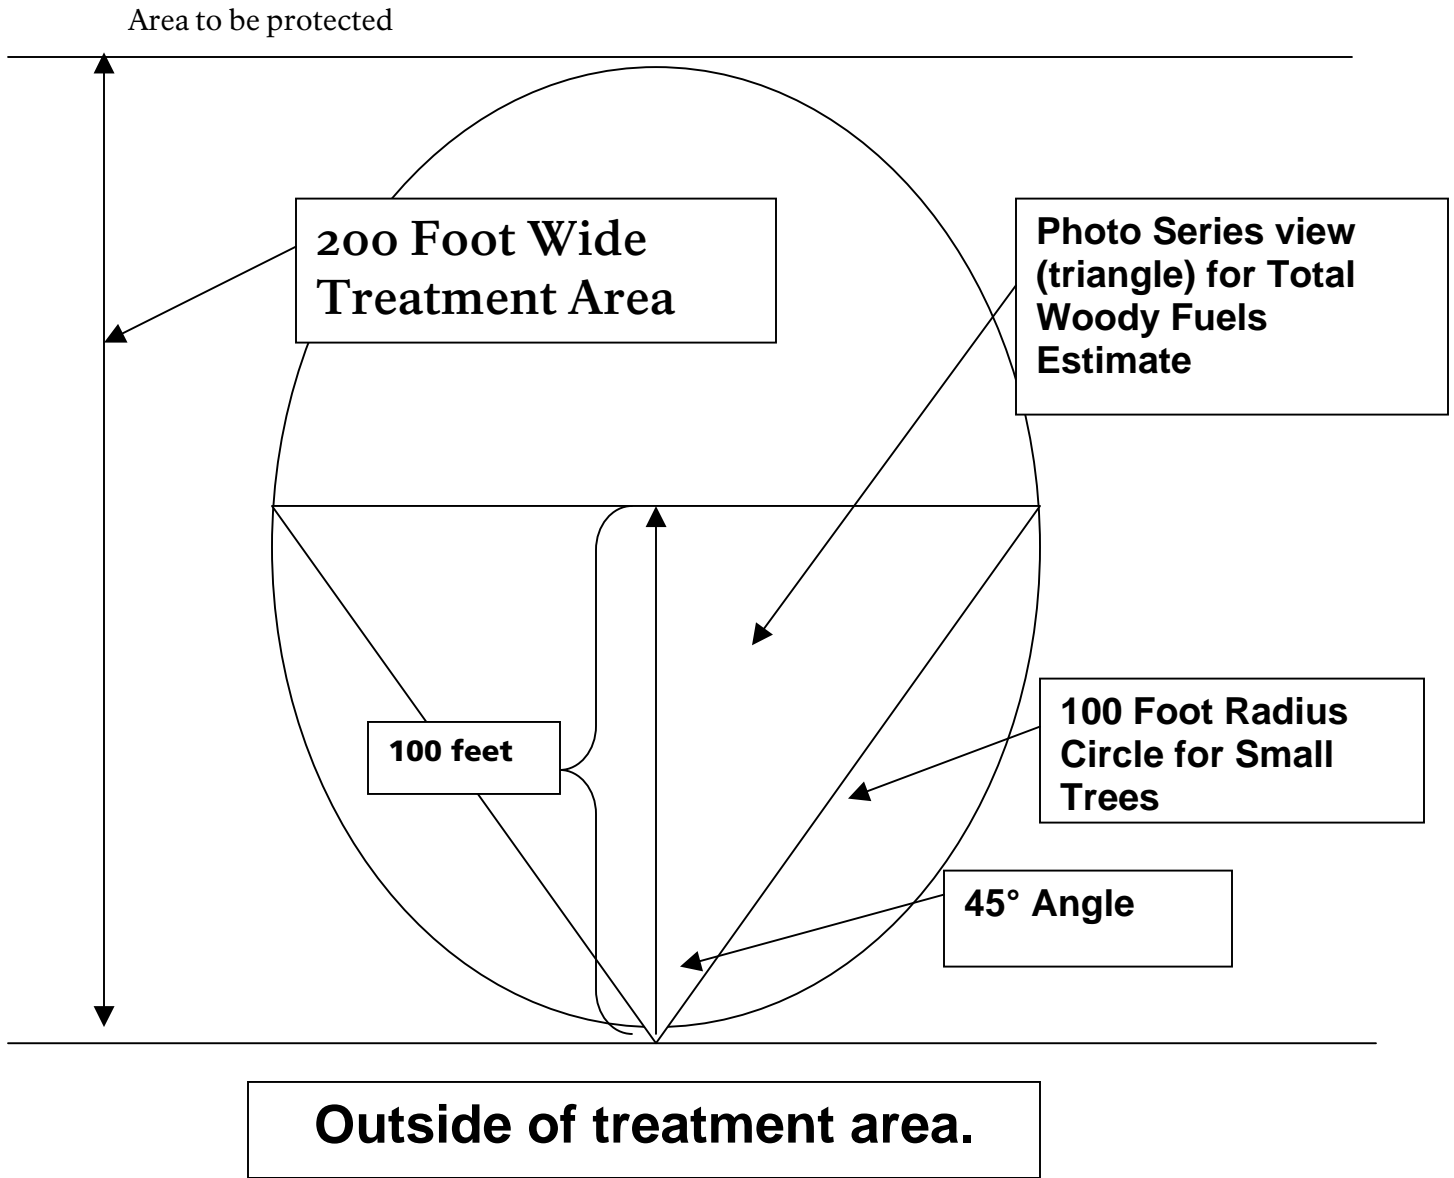 Area to be protected
200 Foot Wide
Treatment Area
Photo Series view
(triangle) for Total
Woody Fuels
Estimate
100 Foot Radius
Circle for Small
Trees
100 feet
45° Angle
Outside of treatment area.